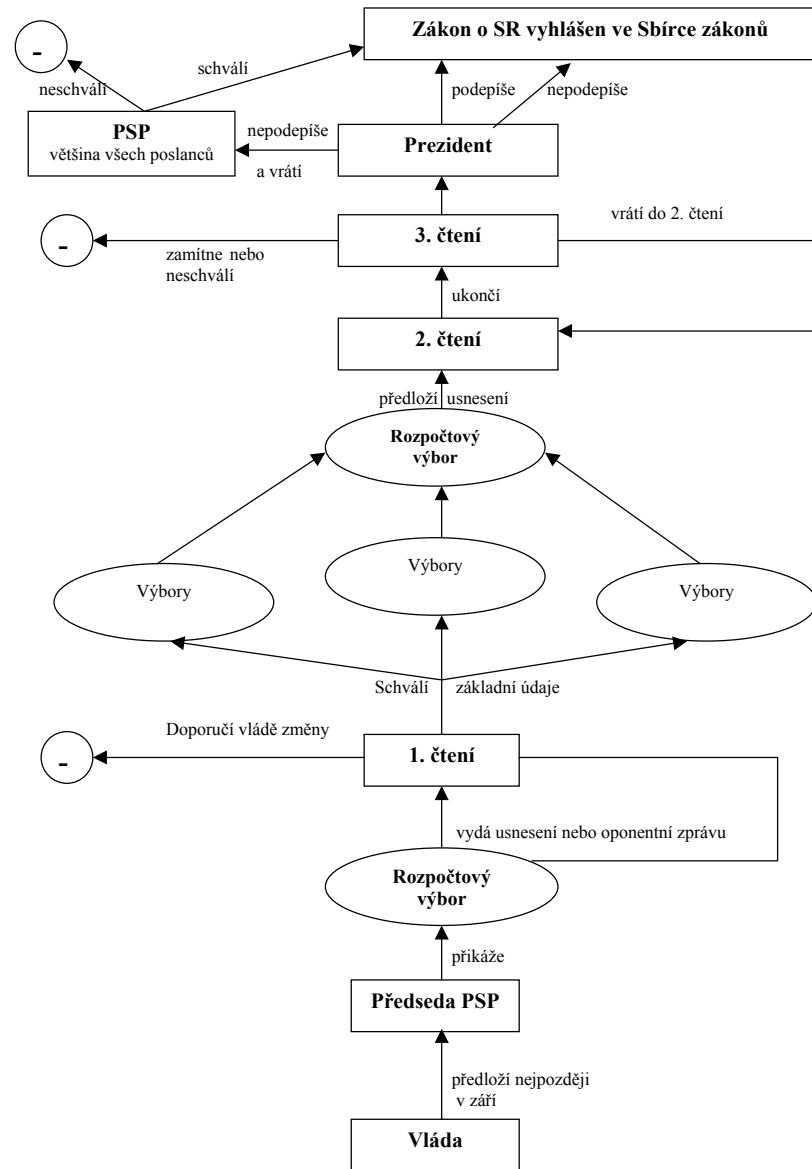 Zákon o SR vyhlášen ve Sbírce zákonů
-
schválí
neschválí
podepíše
nepodepíše
PSP
většina všech poslanců
nepodepíše
a vrátí
Prezident
vrátí do 2. čtení
3. čtení
-
zamítne nebo
neschválí
ukončí
2. čtení
předloží usnesení
Rozpočtový
výbor
Výbory
Výbory
Výbory
Schválí základní údaje
Doporučí vládě změny
-
1. čtení
vydá usnesení nebo oponentní zprávu
Rozpočtový
výbor
přikáže
Předseda PSP
předloží nejpozději
v září
Vláda